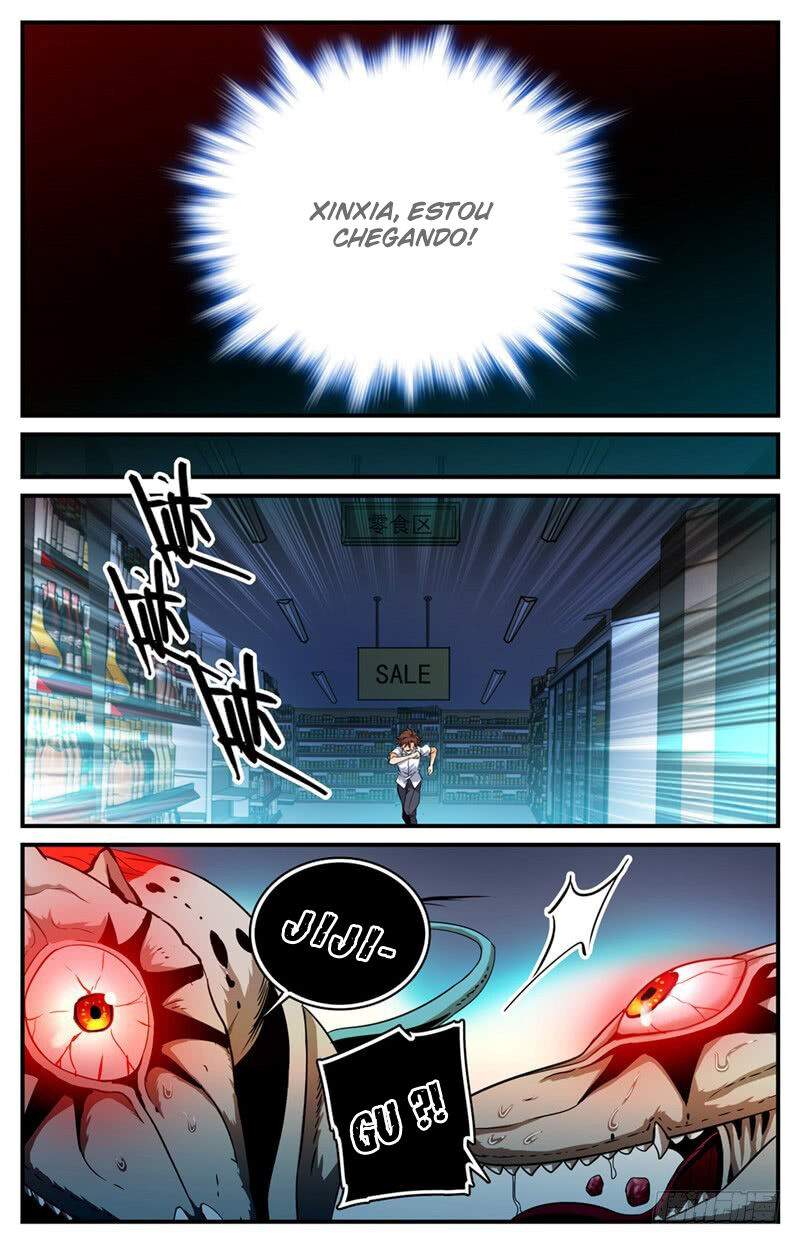 XINXIA, ESTOU
CHEGANDO!
零食区
SALE
JIJI-
GU ?!